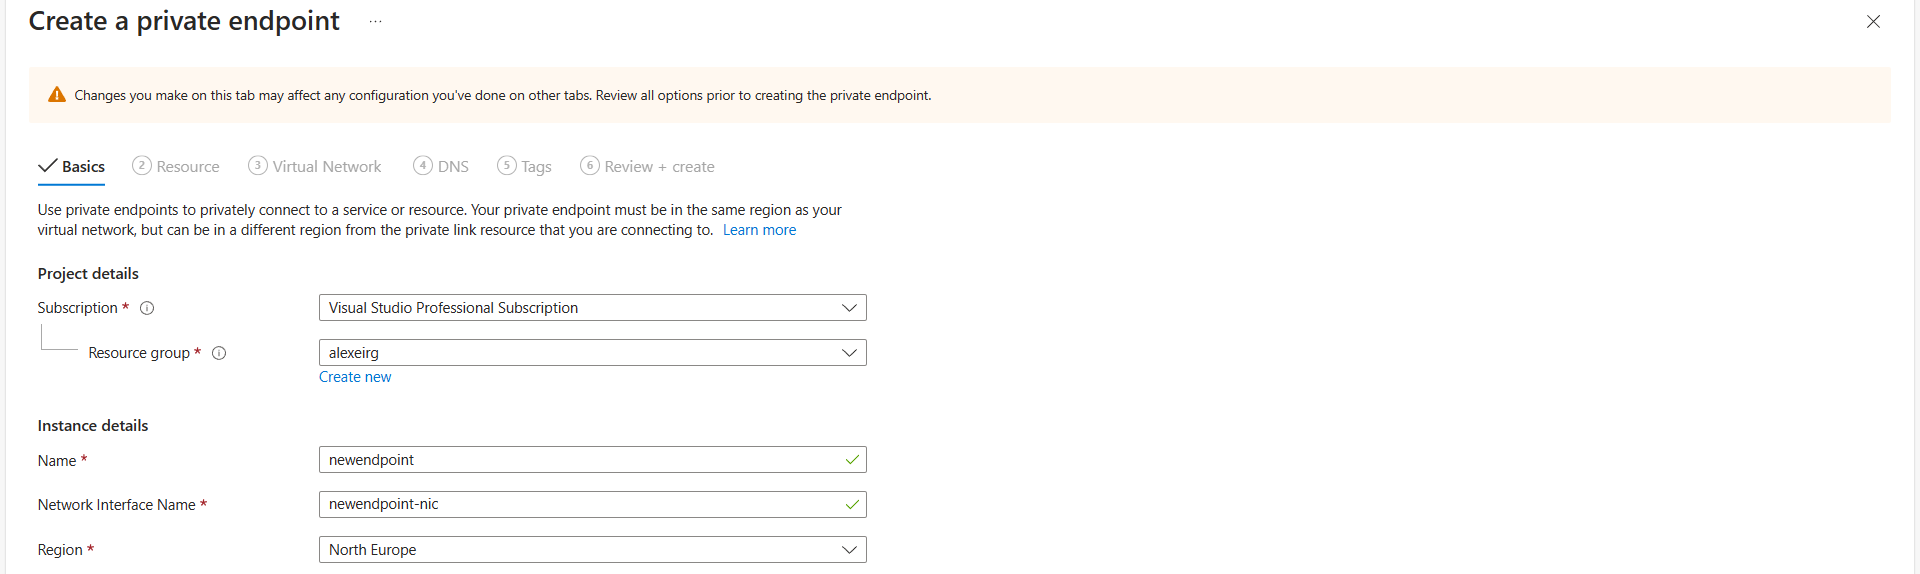 Create a private endpoint ...
Changes you make on this tab may affect any configuration you've done on other tabs. Review all options prior to creating the private endpoint.
Basics 2 Resource 3 Virtual Network 4 DNS 5 Tags 6 Review + create
Use private endpoints to privately connect to a service or resource. Your private endpoint must be in the same region as your
virtual network, but can be in a different region from the private link resource that you are connecting to. Learn more
Project details
Subscription * Visual Studio Professional Subscription
Resource group * alexeirg
Create new
Instance details
Name * newendpoint
Network Interface Name * newendpoint-nic
Region * North Europe